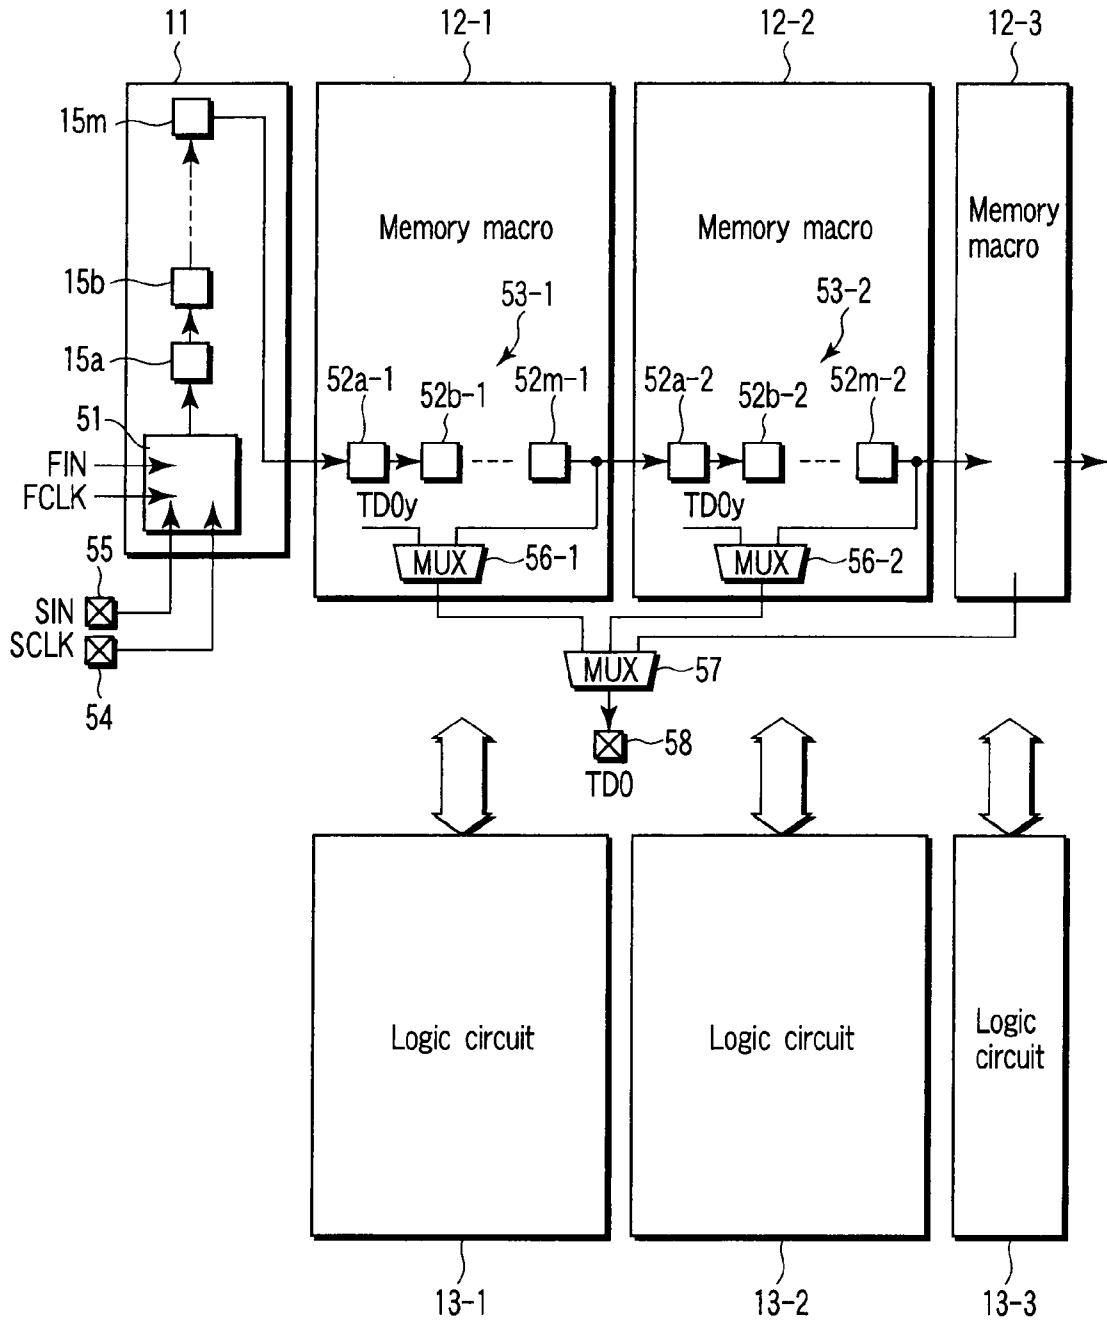 11
12-1
12-2
12-3
15m
Memory macro
Memory macro
Memory
macro
15b
53-1
53-2
15a
52a-1
52b-1
52m-1
52a-2
52b-2
52m-2
51
FIN
FCLK
TD0y
TD0y
MUX
56-1
MUX
56-2
55
SIN
SCLK
54
MUX
57
58
TD0
Logic circuit
Logic circuit
Logic
circuit
13-1
13-2
13-3